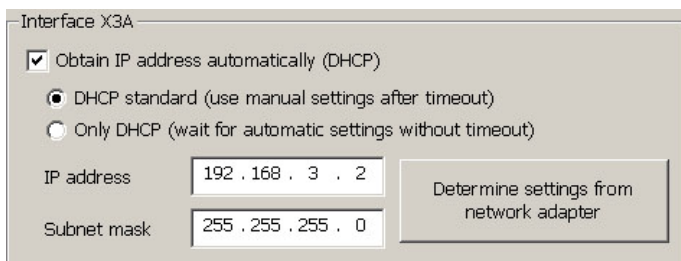 Interface X3A
Obtain IP address automatically (DHCP)
DHCP standard (use manual settings after timeout)
Only DHCP (wait for automatic settings without timeout)
IP address 192 . 168 . 3 . 2
Subnet mask 255 . 255 . 255 . 0
Determine settings from
network adapter